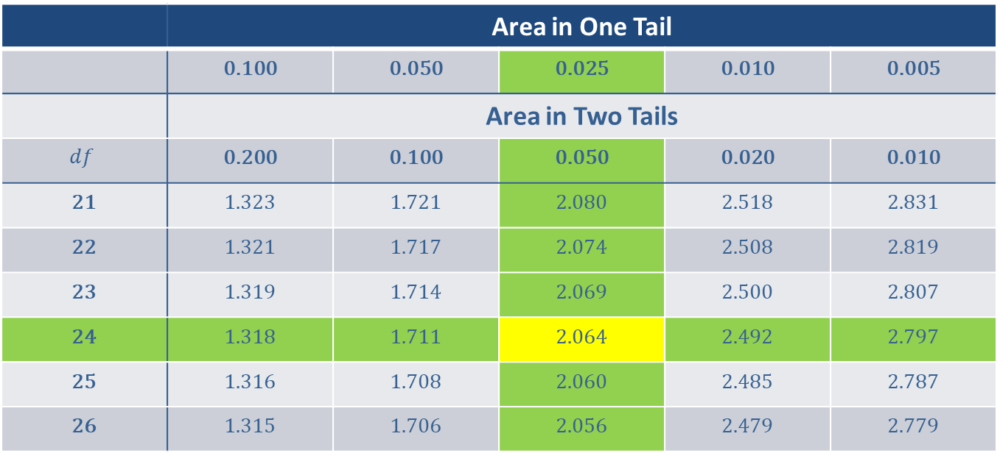 Area in One Tail
0.100 0.050 0.025 0.010 0.005
Area in Two Tails
df 0.200 0.100 0.050 0.020 0.010
21 1.323 1.721 2.080 2.518 2.831
22 1.321 1.717 2.074 2.508 2.819
23 1.319 1.714 2.069 2.500 2.807
24 1.318 1.711 2.064 2.492 2.797
25 1.316 1.708 2.060 2.485 2.787
26 1.315 1.706 2.056 2.479 2.779